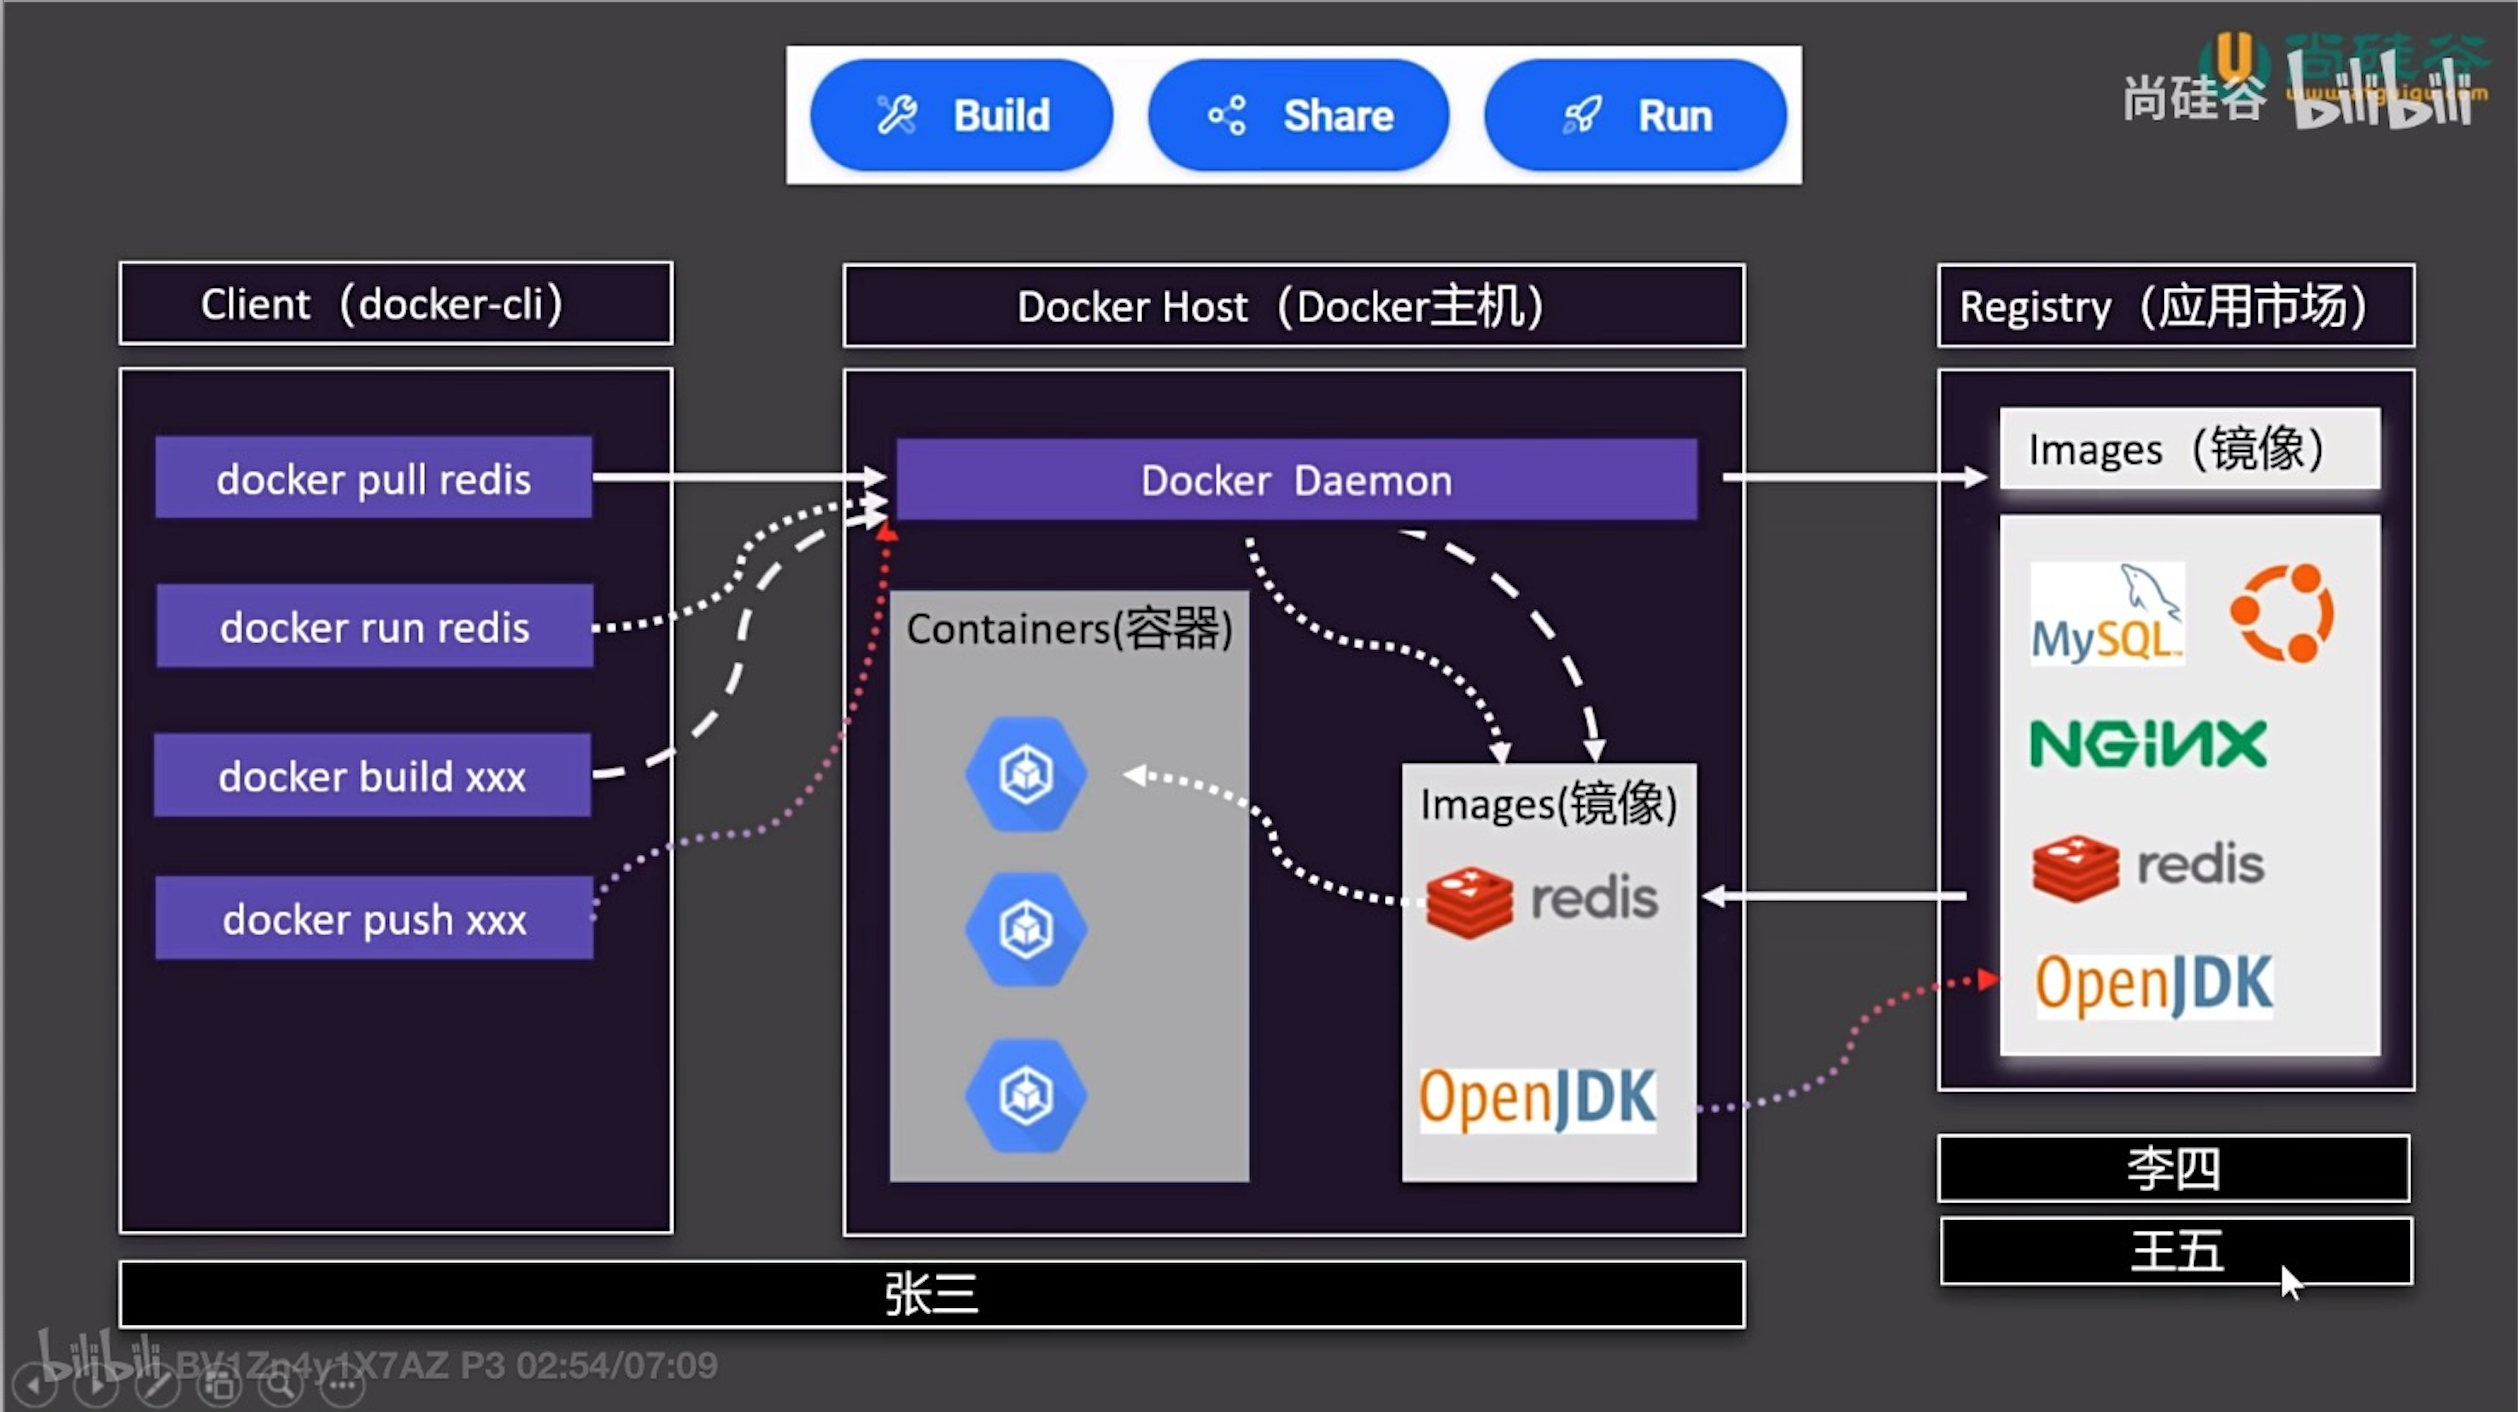 Build
Share
Run
尚硅谷
bilibili
Client（docker-cli）
Docker Host（Docker主机）
Registry（应用市场）
docker pull redis
docker run redis
docker build xxx
docker push xxx
Docker Daemon
Containers(容器)
Images(镜像)
redis
OpenJDK
Images（镜像）
MySQL
NGINX
redis
OpenJDK
李四
王五
张三
bilibili BV1Zn4y1X7AZ P3 02:54/07:09